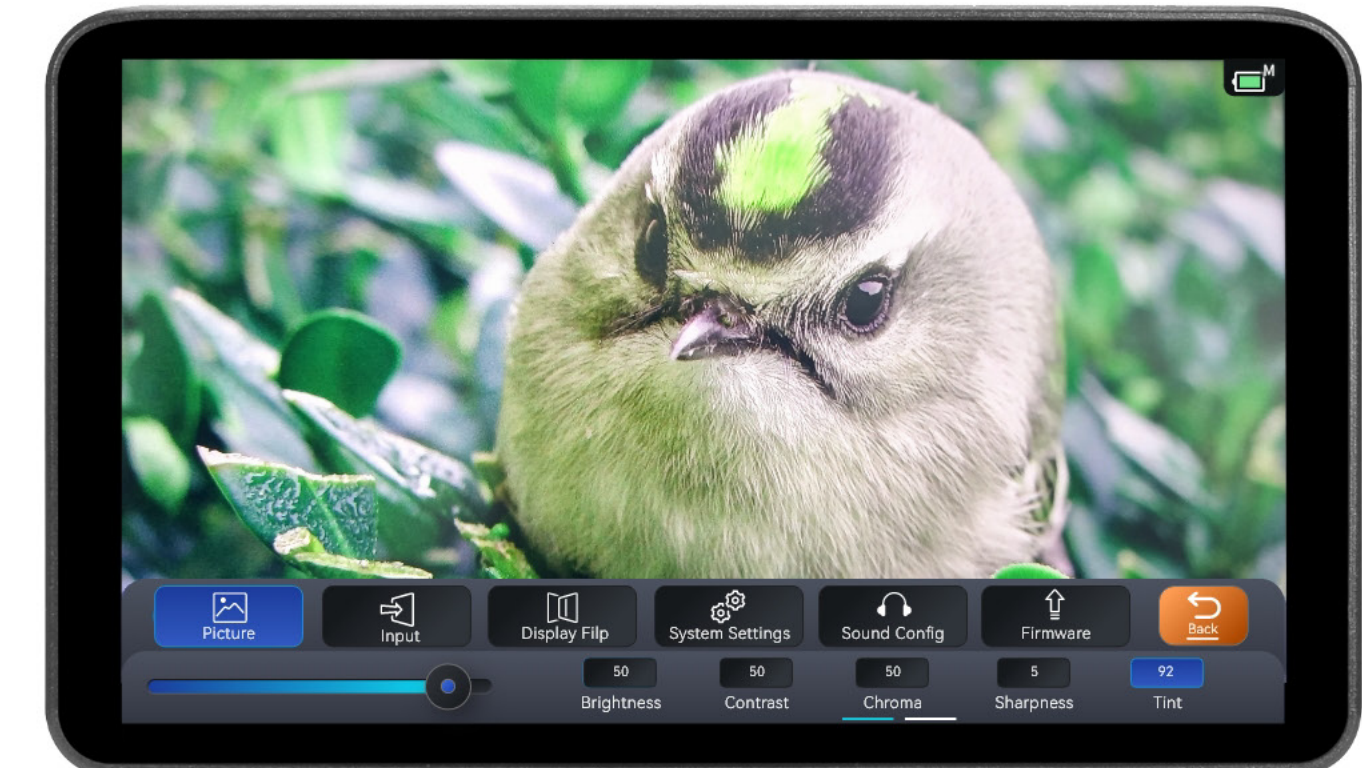 M
Picture
Input
Display Filp
System Settings
Sound Config
Firmware
Back
50
50
50
5
92
Brightness
Contrast
Chroma
Sharpness
Tint